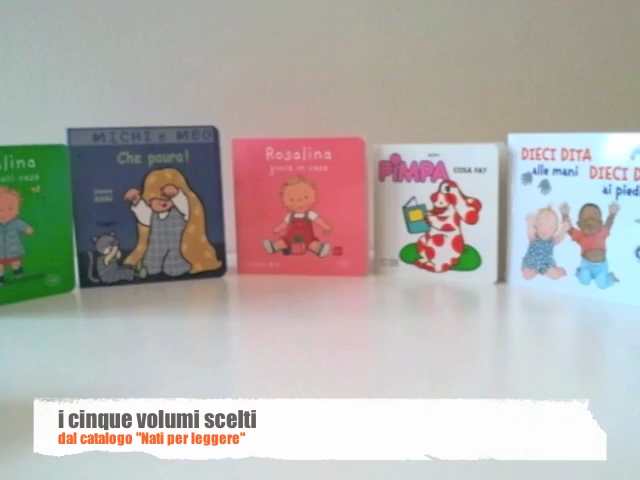 alina
MICHI e MEO
Che paura!
Rosalina
gioca in casa
PIMPA
COSA FA?
DIECI DITA
alle mani
DIECI D
ai pied
i cinque volumi scelti
dal catalogo "Nati per leggere"